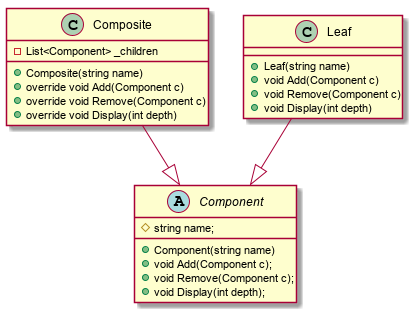 C Composite
List<Component> _children
Composite(string name)
override void Add(Component c)
override void Remove(Component c)
override void Display(int depth)
C Leaf
Leaf(string name)
void Add(Component c)
void Remove(Component c)
void Display(int depth)
A Component
string name;
Component(string name)
void Add(Component c);
void Remove(Component c);
void Display(int depth);